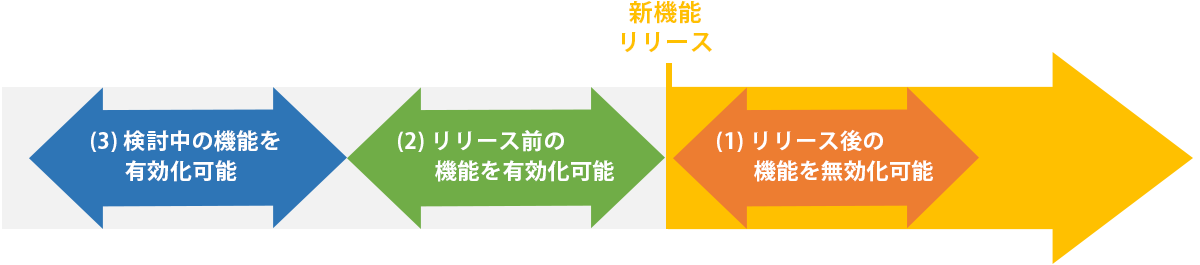 新機能
リリース
(3) 検討中の機能を
有効化可能
(2) リリース前の
機能を有効化可能
(1) リリース後の
機能を無効化可能